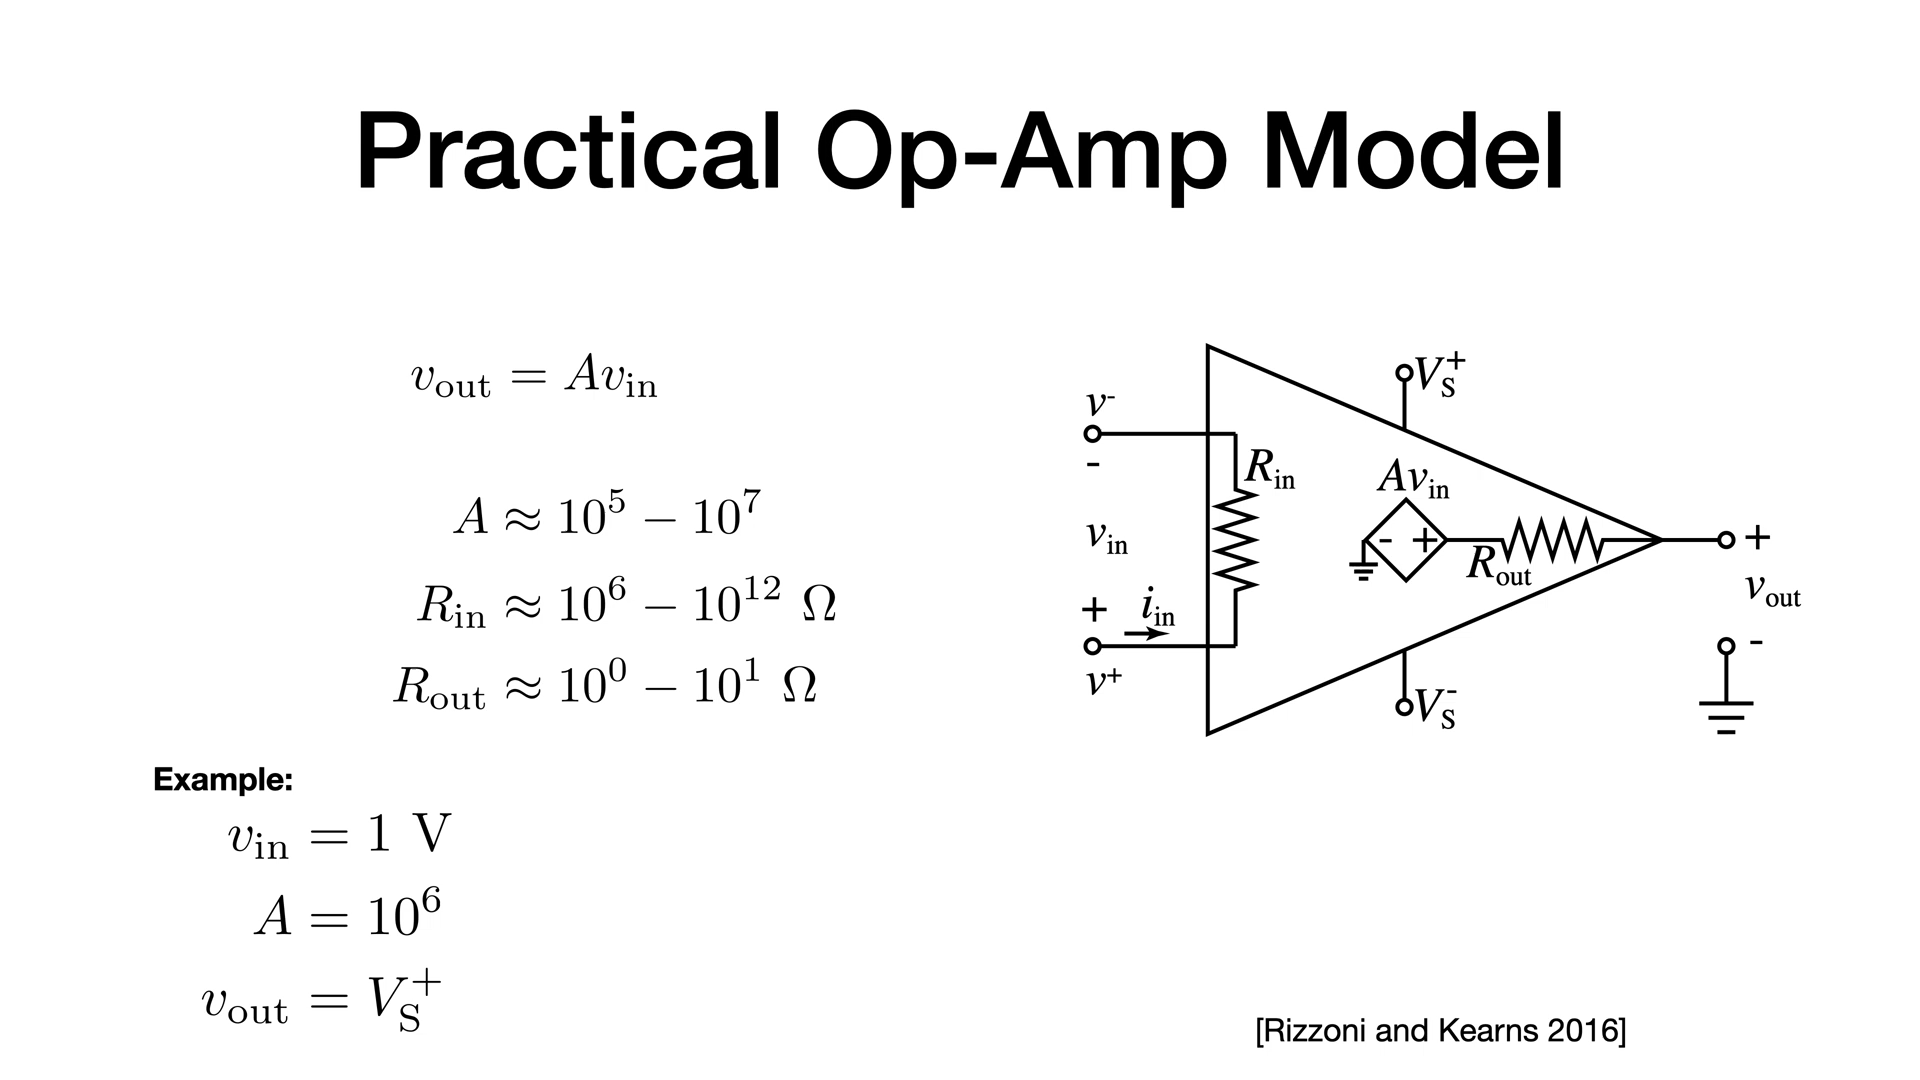 Practical Op-Amp Model
v_out = Av_in
A ≈ 10^5 − 10^7
R_in ≈ 10^6 − 10^12 Ω
R_out ≈ 10^0 − 10^1 Ω
Example:
v_in = 1 V
A = 10^6
v_out = V_S^+
v^-
-
v_in
+
i_in
v^+
R_in
V_S^+
Av_in
- +
R_out
V_S^-
+
v_out
-
[Rizzoni and Kearns 2016]